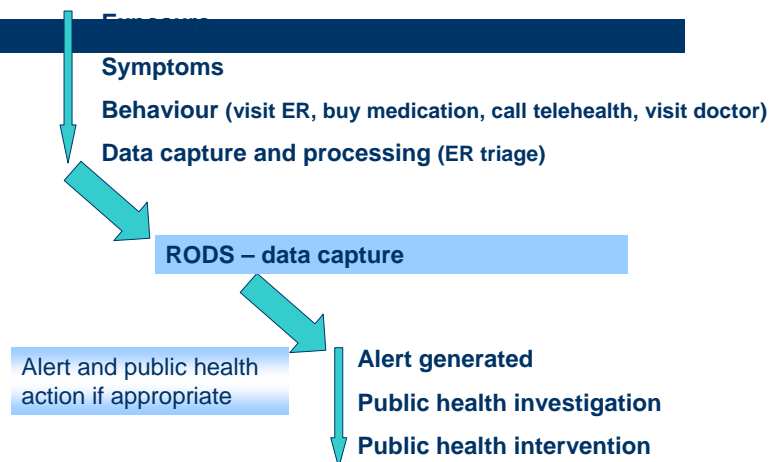 Exposure
Symptoms
Behaviour (visit ER, buy medication, call telehealth, visit doctor)
Data capture and processing (ER triage)
RODS – data capture
Alert and public health
action if appropriate
Alert generated
Public health investigation
Public health intervention